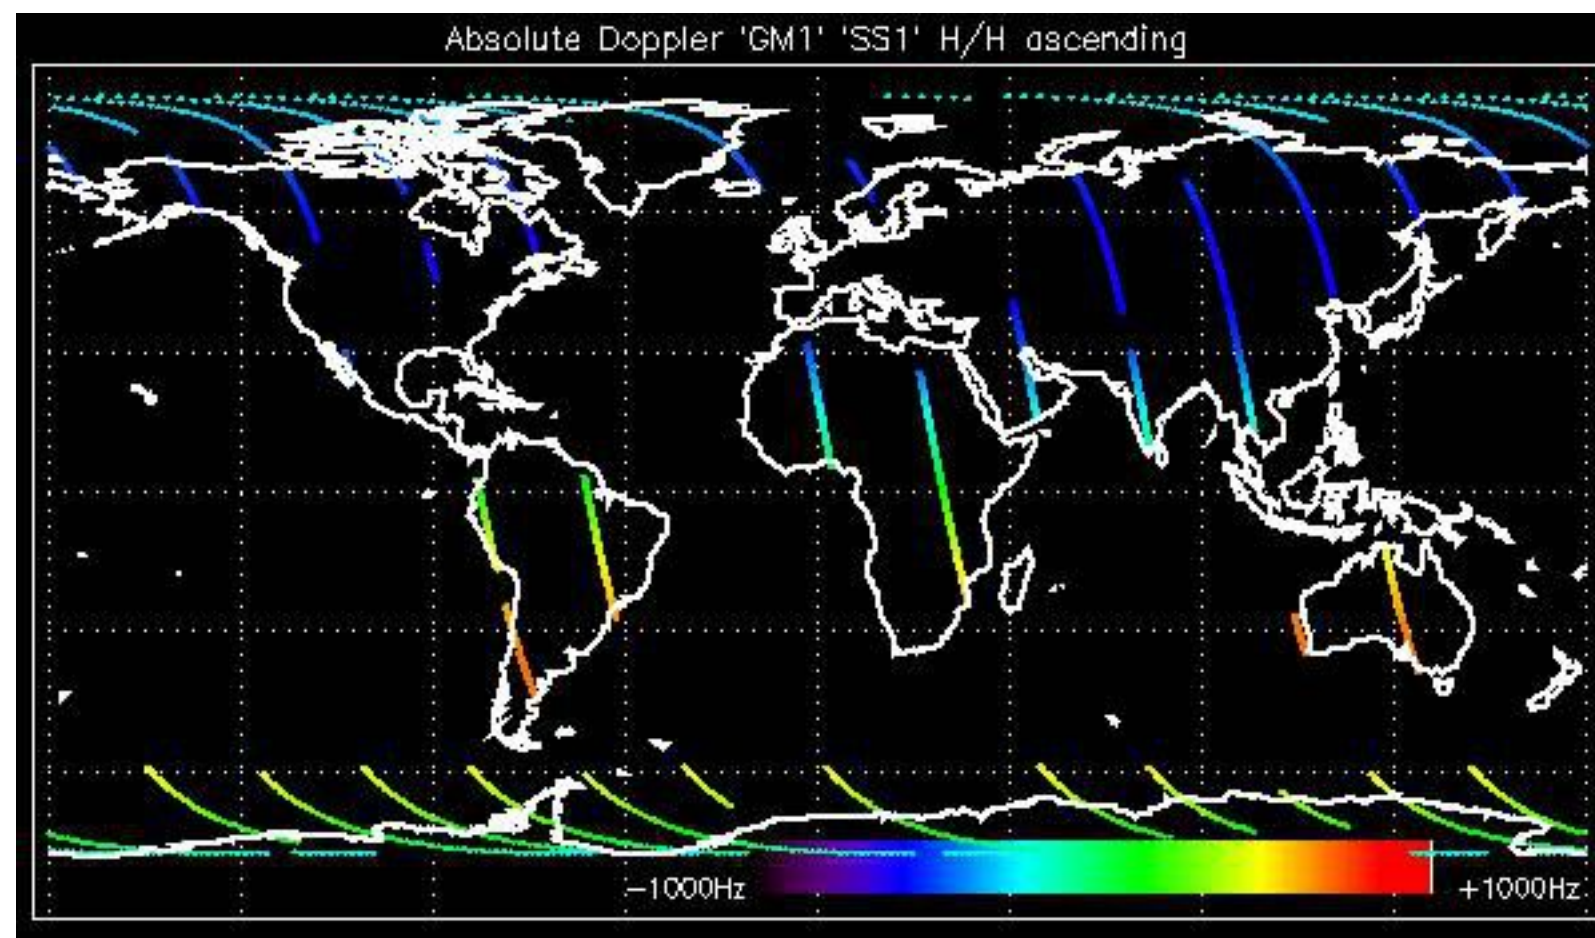 Absolute Doppler 'GM1' 'SS1' H/H ascending
-1000Hz
+1000Hz